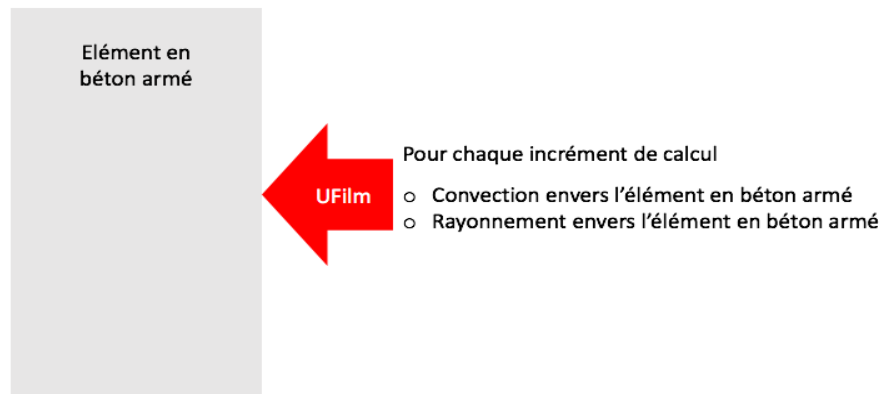 Elément en
béton armé
UFilm
Pour chaque incrément de calcul
o Convection envers l'élément en béton armé
o Rayonnement envers l'élément en béton armé